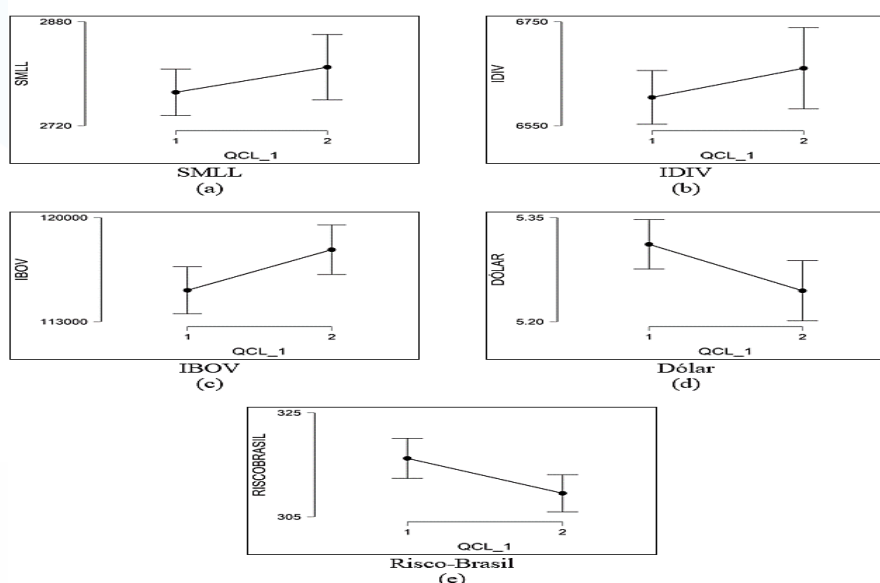 2880
SMLL
2720
1 2
QCL_1
SMLL
(a)
6750
IDIV
6550
1 2
QCL_1
IDIV
(b)
120000
IBOV
113000
1 2
QCL_1
IBOV
(c)
5.35
DÓLAR
5.20
1 2
QCL_1
Dólar
(d)
325
RISCOBRASIL
305
1 2
QCL_1
Risco-Brasil
(e)